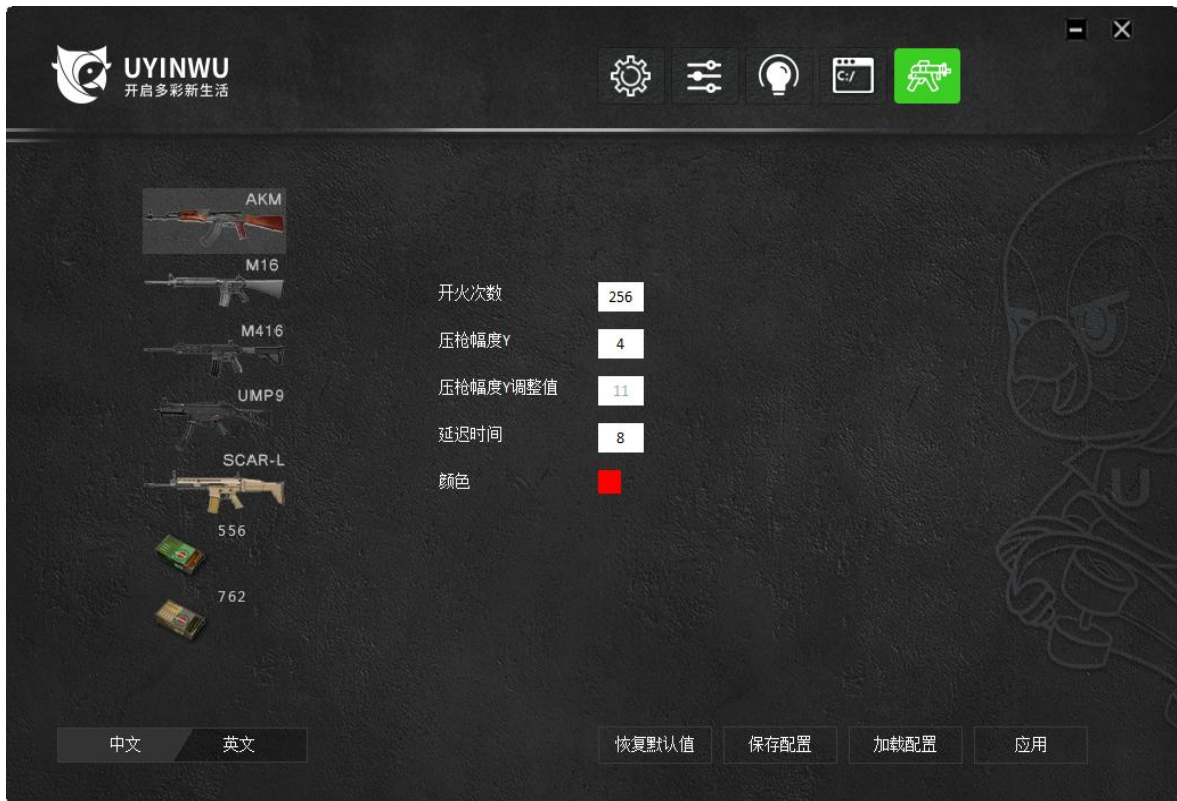 UYINWU
开启多彩新生活
C:/
AKM
M16
M416
UMP9
SCAR-L
556
762
开火次数 256
压枪幅度Y 4
压枪幅度Y调整值 11
延迟时间 8
颜色
U
中文 英文 恢复默认值 保存配置 加载配置 应用